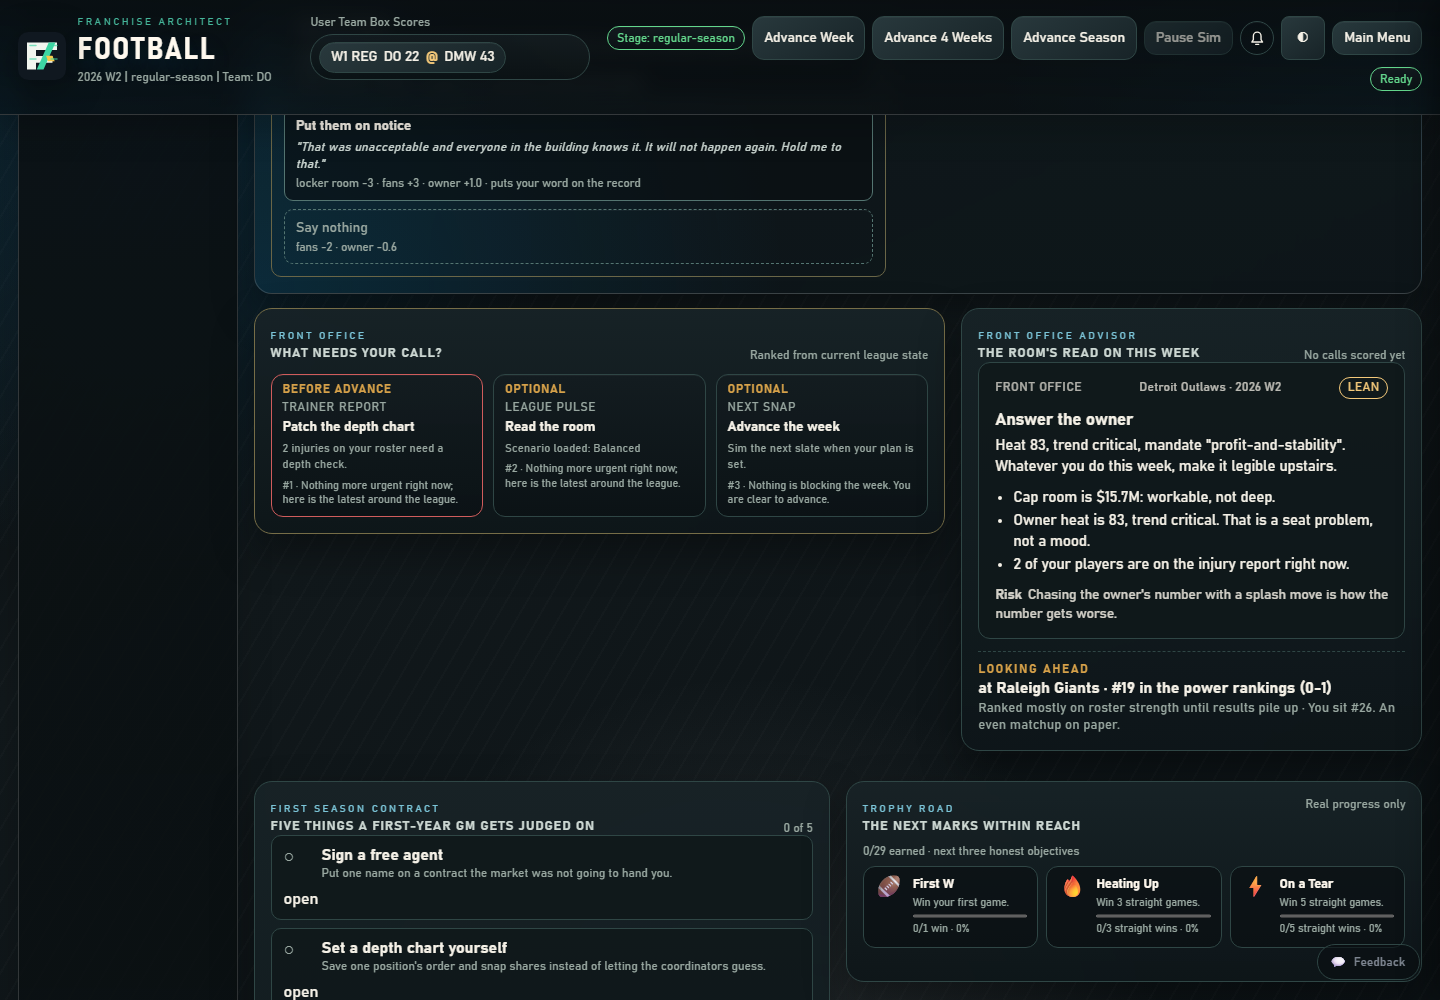 FRANCHISE ARCHITECT
FOOTBALL
2026 W2 | regular-season | Team: DO
User Team Box Scores
W1 REG DO 22 @ DMW 43
Stage: regular-season
Advance Week
Advance 4 Weeks
Advance Season
Pause Sim
Main Menu
Ready
Put them on notice
"That was unacceptable and everyone in the building knows it. It will not happen again. Hold me to
that."
locker room -3 · fans +3 · owner +1.0 · puts your word on the record
Say nothing
fans -2 · owner -0.6
FRONT OFFICE
WHAT NEEDS YOUR CALL?
Ranked from current league state
BEFORE ADVANCE
TRAINER REPORT
Patch the depth chart
2 injuries on your roster need a
depth check.
#1 · Nothing more urgent right now;
here is the latest around the league.
OPTIONAL
LEAGUE PULSE
Read the room
Scenario loaded: Balanced
#2 · Nothing more urgent right now;
here is the latest around the league.
OPTIONAL
NEXT SNAP
Advance the week
Sim the next slate when your plan is
set.
#3 · Nothing is blocking the week. You
are clear to advance.
FRONT OFFICE ADVISOR
THE ROOM'S READ ON THIS WEEK
No calls scored yet
FRONT OFFICE
Detroit Outlaws · 2026 W2
LEAN
Answer the owner
Heat 83, trend critical, mandate "profit-and-stability".
Whatever you do this week, make it legible upstairs.
• Cap room is $15.7M: workable, not deep.
• Owner heat is 83, trend critical. That is a seat problem,
not a mood.
• 2 of your players are on the injury report right now.
Risk Chasing the owner's number with a splash move is how the
number gets worse.
LOOKING AHEAD
at Raleigh Giants · #19 in the power rankings (0-1)
Ranked mostly on roster strength until results pile up · You sit #26. An
even matchup on paper.
FIRST SEASON CONTRACT
FIVE THINGS A FIRST-YEAR GM GETS JUDGED ON
0 of 5
Sign a free agent
Put one name on a contract the market was not going to hand you.
open
Set a depth chart yourself
Save one position's order and snap shares instead of letting the coordinators guess.
open
TROPHY ROAD
THE NEXT MARKS WITHIN REACH
Real progress only
0/29 earned · next three honest objectives
First W
Win your first game.
0/1 win · 0%
Heating Up
Win 3 straight games.
0/3 straight wins · 0%
On a Tear
Win 5 straight games.
0/5 straight wins · 0%
Feedback